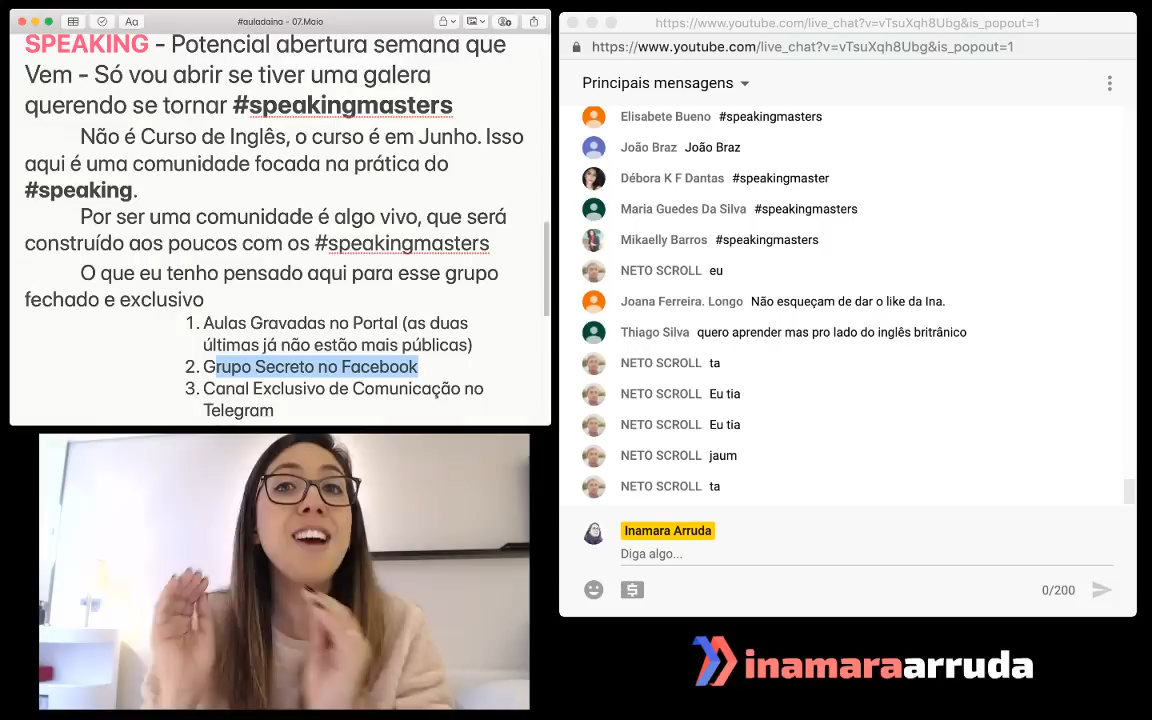 Aa
#auladaina - 07.Maio
SPEAKING - Potencial abertura semana que
Vem - Só vou abrir se tiver uma galera
querendo se tornar #speakingmasters
Não é Curso de Inglês, o curso é em Junho. Isso
aqui é uma comunidade focada na prática do
#speaking.
Por ser uma comunidade é algo vivo, que será
construído aos poucos com os #speakingmasters
O que eu tenho pensado aqui para esse grupo
fechado e exclusivo
1. Aulas Gravadas no Portal (as duas
últimas já não estão mais públicas)
2. Grupo Secreto no Facebook
3. Canal Exclusivo de Comunicação no
Telegram
https://www.youtube.com/live_chat?v=vTsuXqh8Ubg&is_popout=1
https://www.youtube.com/live_chat?v=vTsuXqh8Ubg&is_popout=1
Principais mensagens
Elisabete Bueno #speakingmasters
João Braz João Braz
Débora K F Dantas #speakingmaster
Maria Guedes Da Silva #speakingmasters
Mikaelly Barros #speakingmasters
NETO SCROLL eu
Joana Ferreira. Longo Não esqueçam de dar o like da Ina.
Thiago Silva quero aprender mas pro lado do inglês britrânico
NETO SCROLL ta
NETO SCROLL Eu tia
NETO SCROLL Eu tia
NETO SCROLL jaum
NETO SCROLL ta
Inamara Arruda
Diga algo...
0/200
inamaraarruda